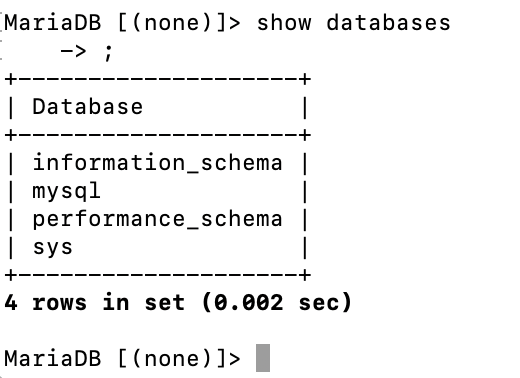 MariaDB [(none)]> show databases
    -> ;
+--------------------+
| Database           |
+--------------------+
| information_schema |
| mysql              |
| performance_schema |
| sys                |
+--------------------+
4 rows in set (0.002 sec)
MariaDB [(none)]>